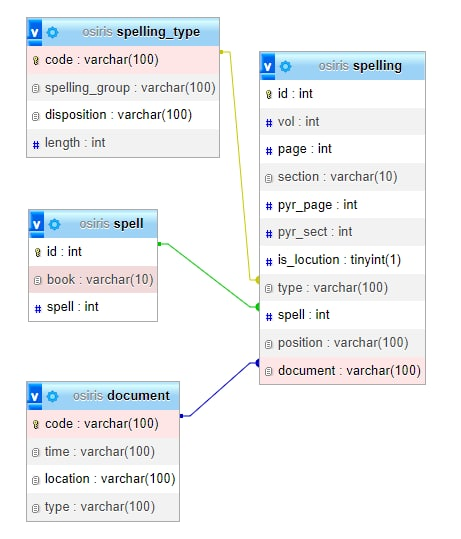 v osiris spelling_type
code : varchar(100)
spelling_group : varchar(100)
disposition : varchar(100)
# length : int
v osiris spell
id : int
book : varchar(10)
# spell : int
v osiris document
code : varchar(100)
time : varchar(100)
location : varchar(100)
type : varchar(100)
v osiris spelling
id : int
# vol : int
# page : int
section : varchar(10)
# pyr_page : int
# pyr_sect : int
# is_locution : tinyint(1)
type : varchar(100)
# spell : int
position : varchar(100)
document : varchar(100)